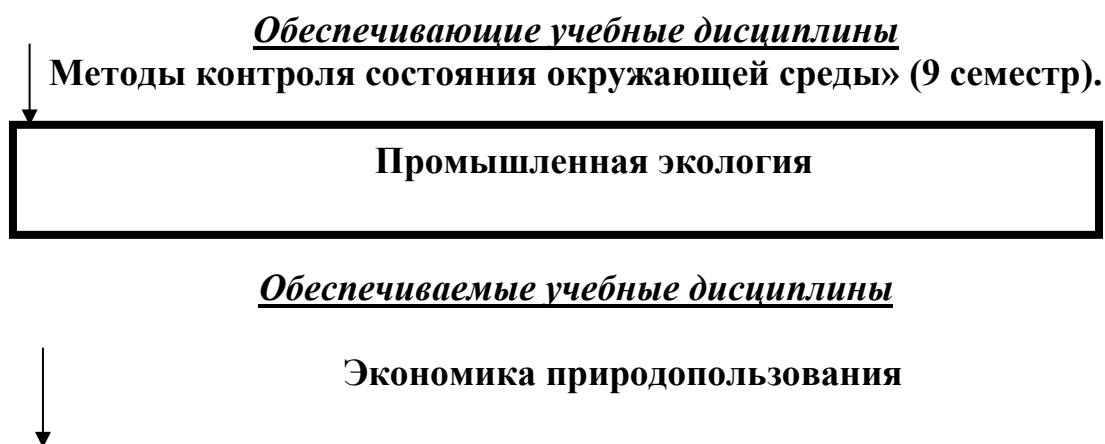 Обеспечивающие учебные дисциплины
Методы контроля состояния окружающей среды» (9 семестр).
Промышленная экология
Обеспечиваемые учебные дисциплины
Экономика природопользования